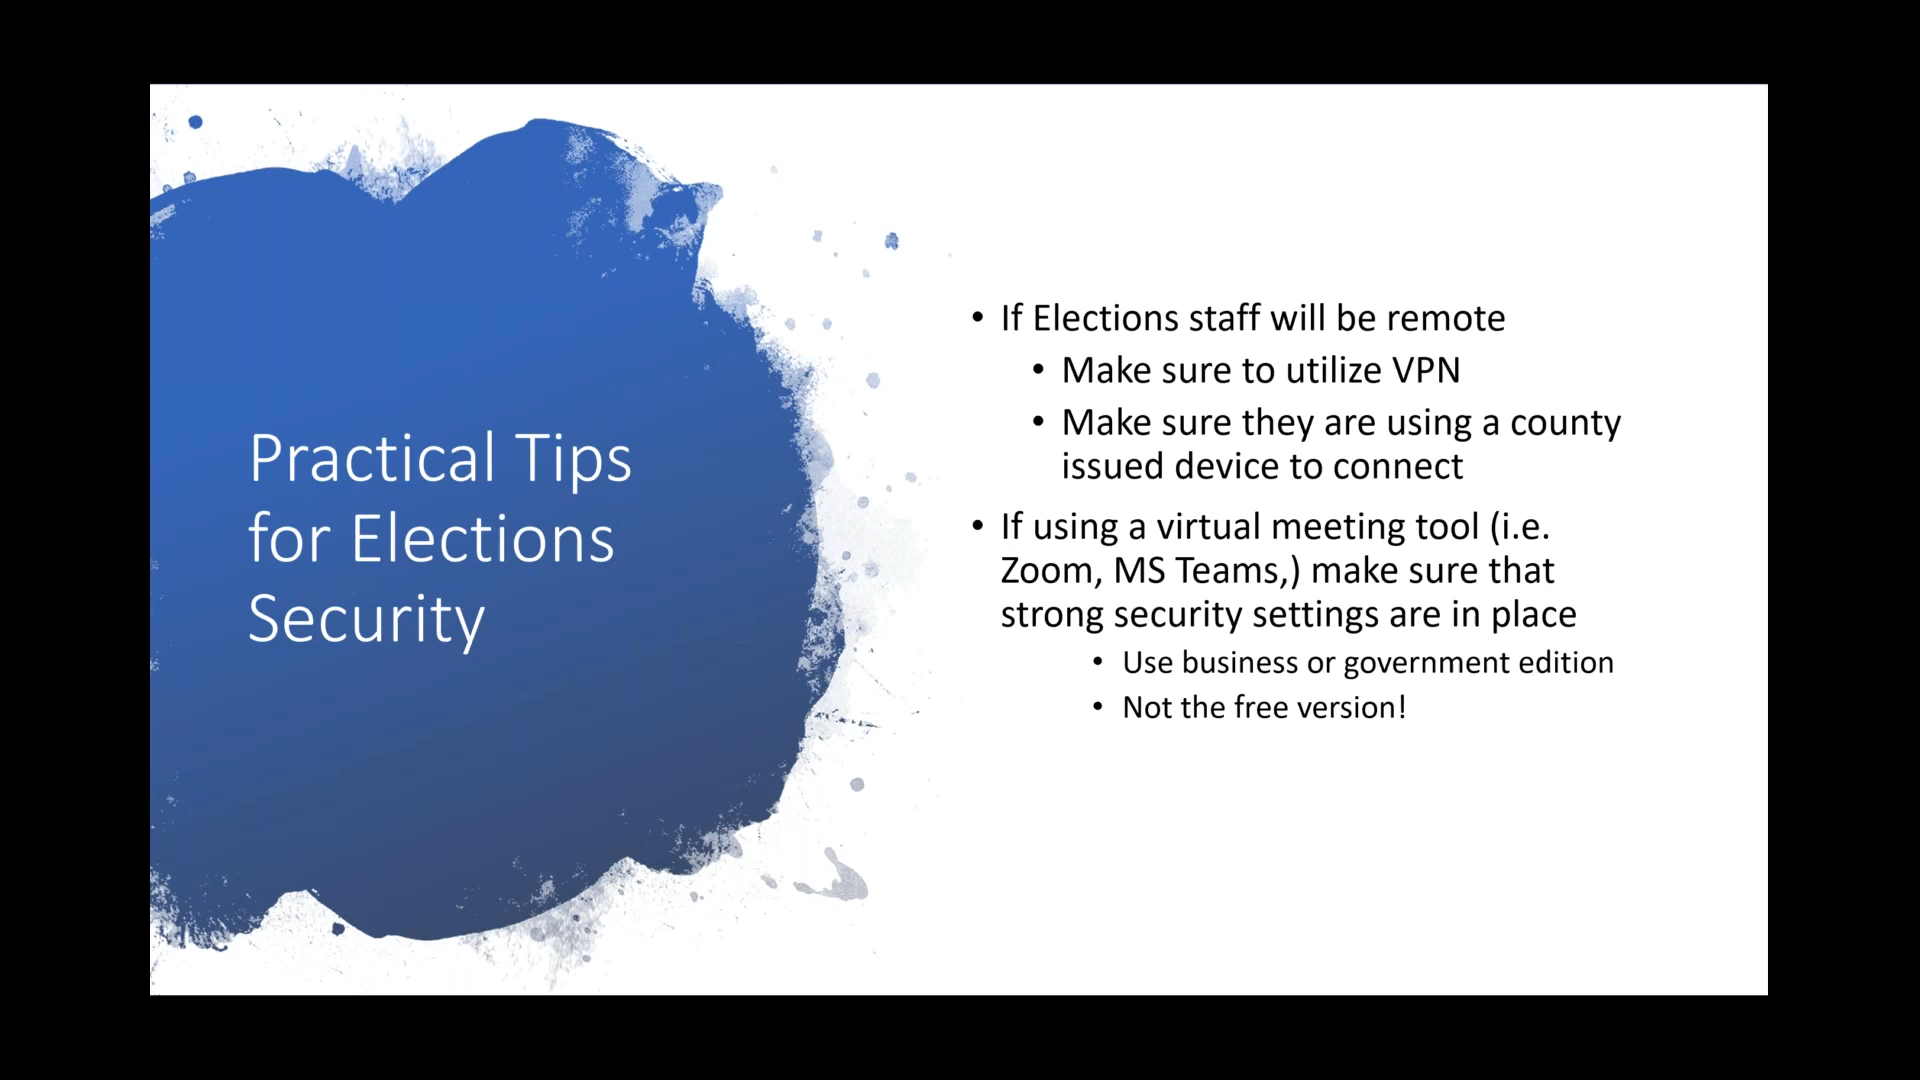 Practical Tips
for Elections
Security
• If Elections staff will be remote
• Make sure to utilize VPN
• Make sure they are using a county
issued device to connect
• If using a virtual meeting tool (i.e.
Zoom, MS Teams,) make sure that
strong security settings are in place
• Use business or government edition
• Not the free version!